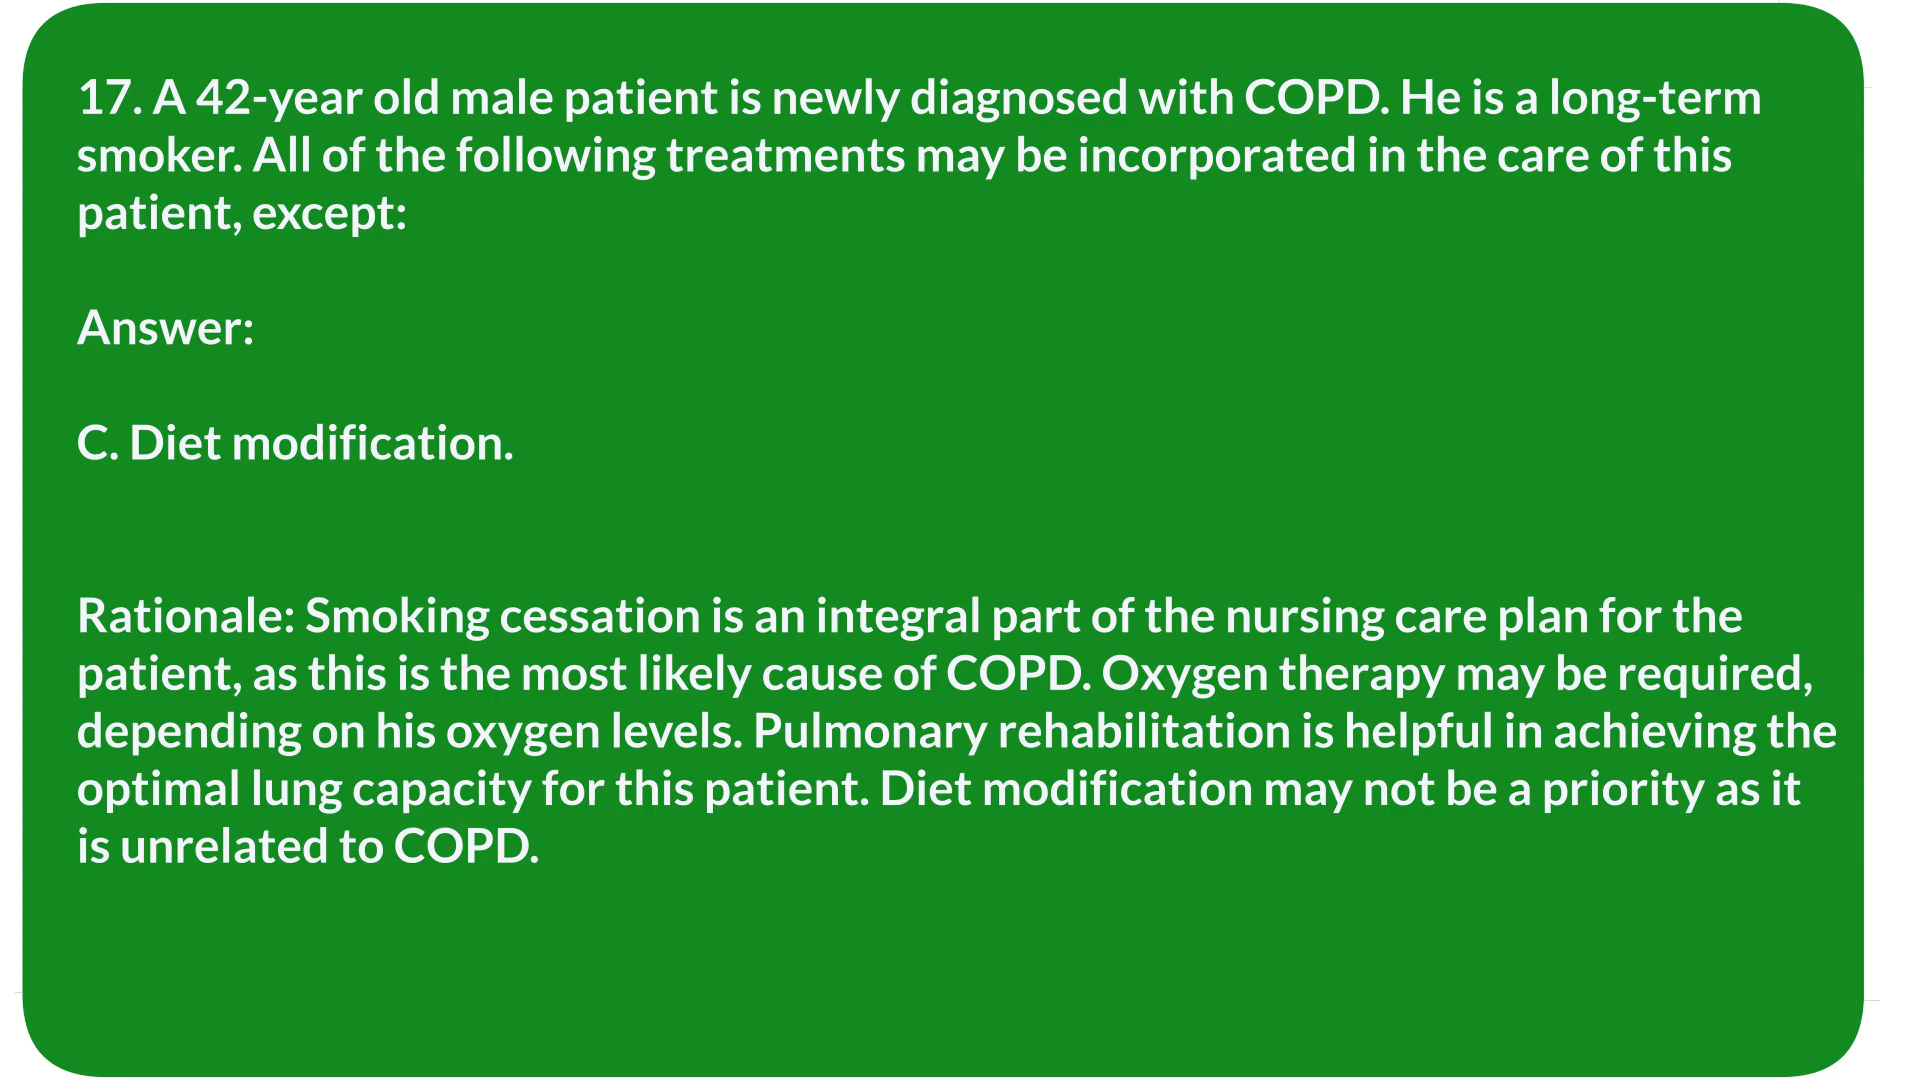 17. A 42-year old male patient is newly diagnosed with COPD. He is a long-term
smoker. All of the following treatments may be incorporated in the care of this
patient, except:
Answer:
C. Diet modification.
Rationale: Smoking cessation is an integral part of the nursing care plan for the
patient, as this is the most likely cause of COPD. Oxygen therapy may be required,
depending on his oxygen levels. Pulmonary rehabilitation is helpful in achieving the
optimal lung capacity for this patient. Diet modification may not be a priority as it
is unrelated to COPD.